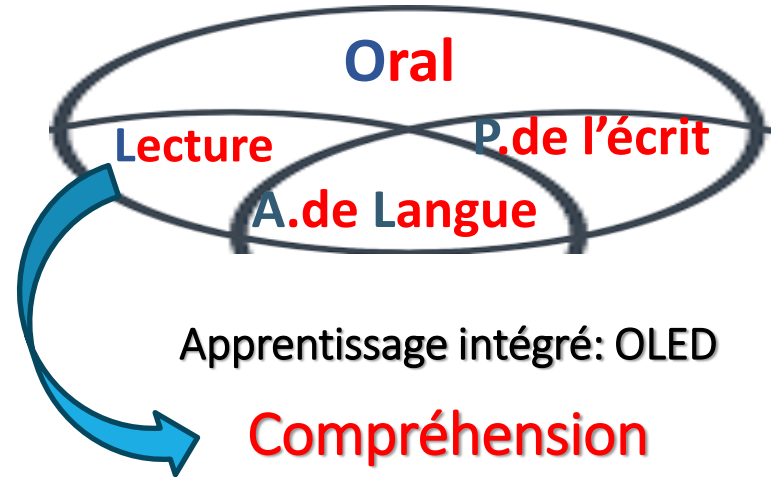 Oral
Lecture
P.de l’écrit
A.de Langue
Apprentissage intégré: OLED
Compréhension